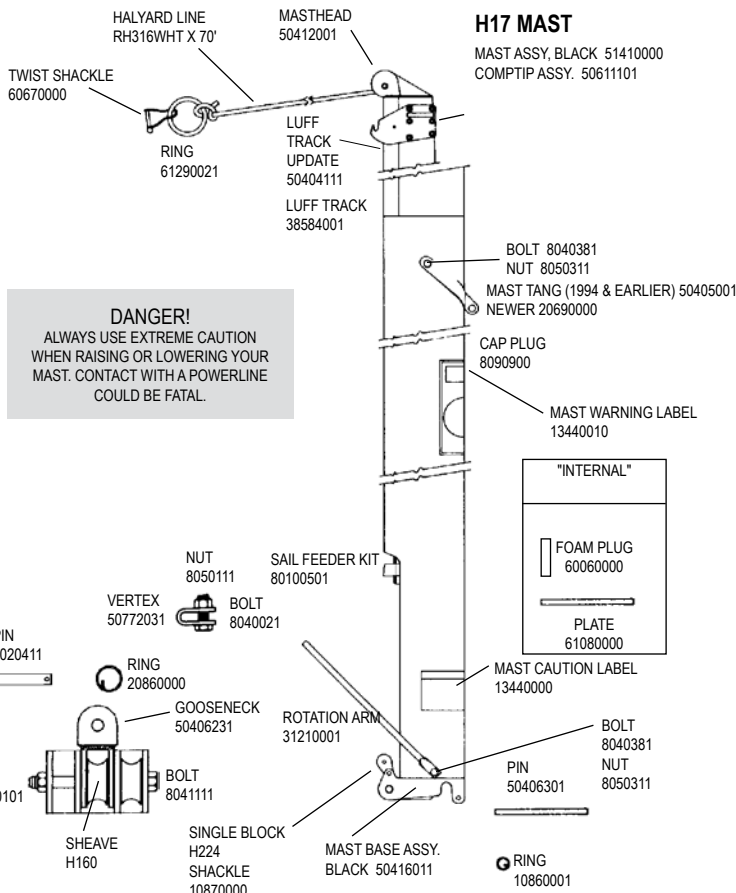 H17 MAST
MAST ASSY, BLACK 51410000
COMPTIP ASSY. 50611101
HALYARD LINE
RH316WHT X 70'
MASTHEAD
50412001
TWIST SHACKLE
60670000
RING
61290021
LUFF
TRACK
UPDATE
50404111
LUFF TRACK
38584001
BOLT 8040381
NUT 8050311
MAST TANG (1994 & EARLIER) 50405001
NEWER 20690000
DANGER!
ALWAYS USE EXTREME CAUTION
WHEN RAISING OR LOWERING YOUR
MAST. CONTACT WITH A POWERLINE
COULD BE FATAL.
CAP PLUG
8090900
MAST WARNING LABEL
13440010
"INTERNAL"
FOAM PLUG
60060000
PLATE
61080000
NUT
8050111
SAIL FEEDER KIT
80100501
VERTEX
50772031
BOLT
8040021
PIN
020411
RING
20860000
GOOSENECK
50406231
ROTATION ARM
31210001
MAST CAUTION LABEL
13440000
BOLT
8040381
NUT
8050311
PIN
50406301
0101
BOLT
8041111
SHEAVE
H160
SINGLE BLOCK
H224
SHACKLE
10870000
MAST BASE ASSY.
BLACK 50416011
RING
10860001